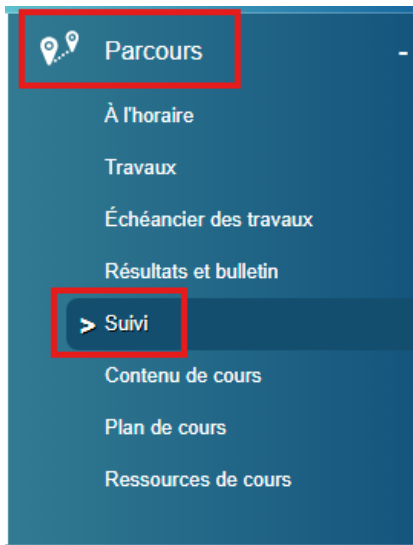 Parcours -
À l'horaire
Travaux
Échéancier des travaux
Résultats et bulletin
> Suivi
Contenu de cours
Plan de cours
Ressources de cours